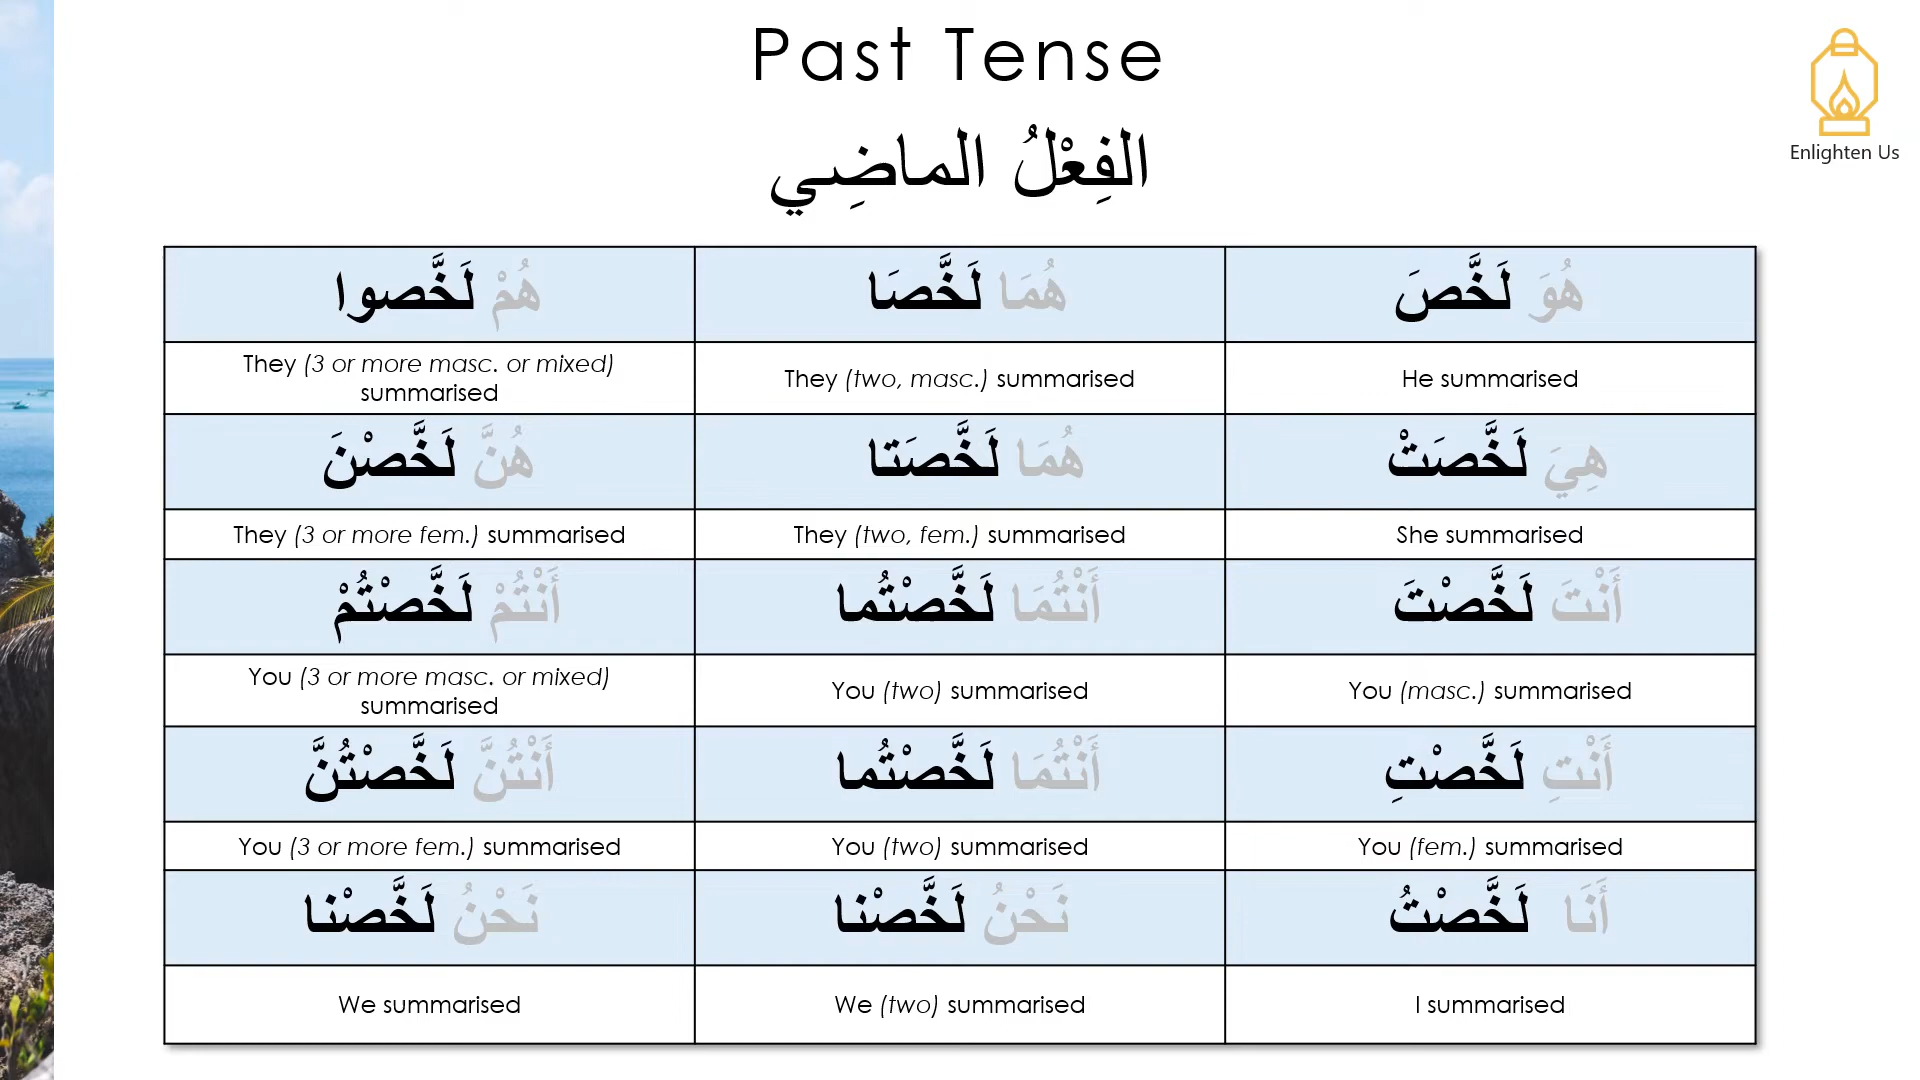 Past Tense
الفِعْلُ الماضِي
Enlighten Us
هُوَ لَخَّصَ
هُمَا لَخَّصَا
هُمْ لَخَّصوا
He summarised
They (two, masc.) summarised
They (3 or more masc. or mixed)
summarised
هِيَ لَخَّصَتْ
هُمَا لَخَّصَتا
هُنَّ لَخَّصْنَ
She summarised
They (two, fem.) summarised
They (3 or more fem.) summarised
أَنْتَ لَخَّصْتَ
أَنْتُمَا لَخَّصْتُما
أَنْتُمْ لَخَّصْتُمْ
You (masc.) summarised
You (two) summarised
You (3 or more masc. or mixed)
summarised
أَنْتِ لَخَّصْتِ
أَنْتُمَا لَخَّصْتُما
أَنْتُنَّ لَخَّصْتُنَّ
You (fem.) summarised
You (two) summarised
You (3 or more fem.) summarised
أَنَا لَخَّصْتُ
نَحْنُ لَخَّصْنا
نَحْنُ لَخَّصْنا
I summarised
We (two) summarised
We summarised